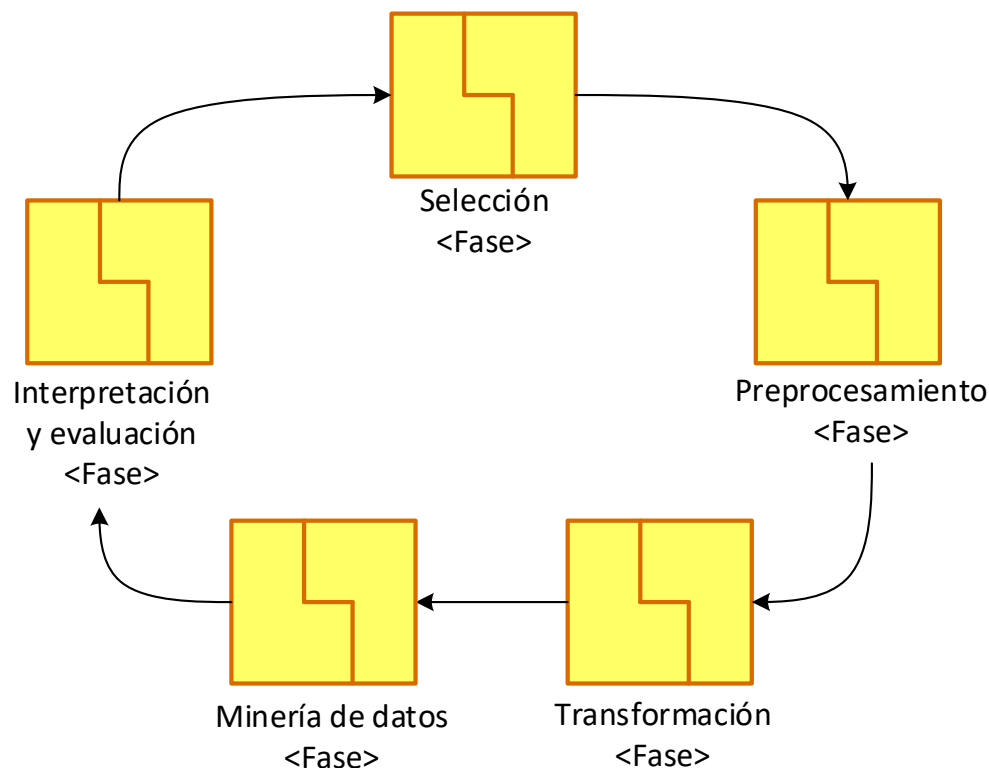 Selección
<Fase>
Preprocesamiento
<Fase>
Transformación
<Fase>
Minería de datos
<Fase>
Interpretación
y evaluación
<Fase>